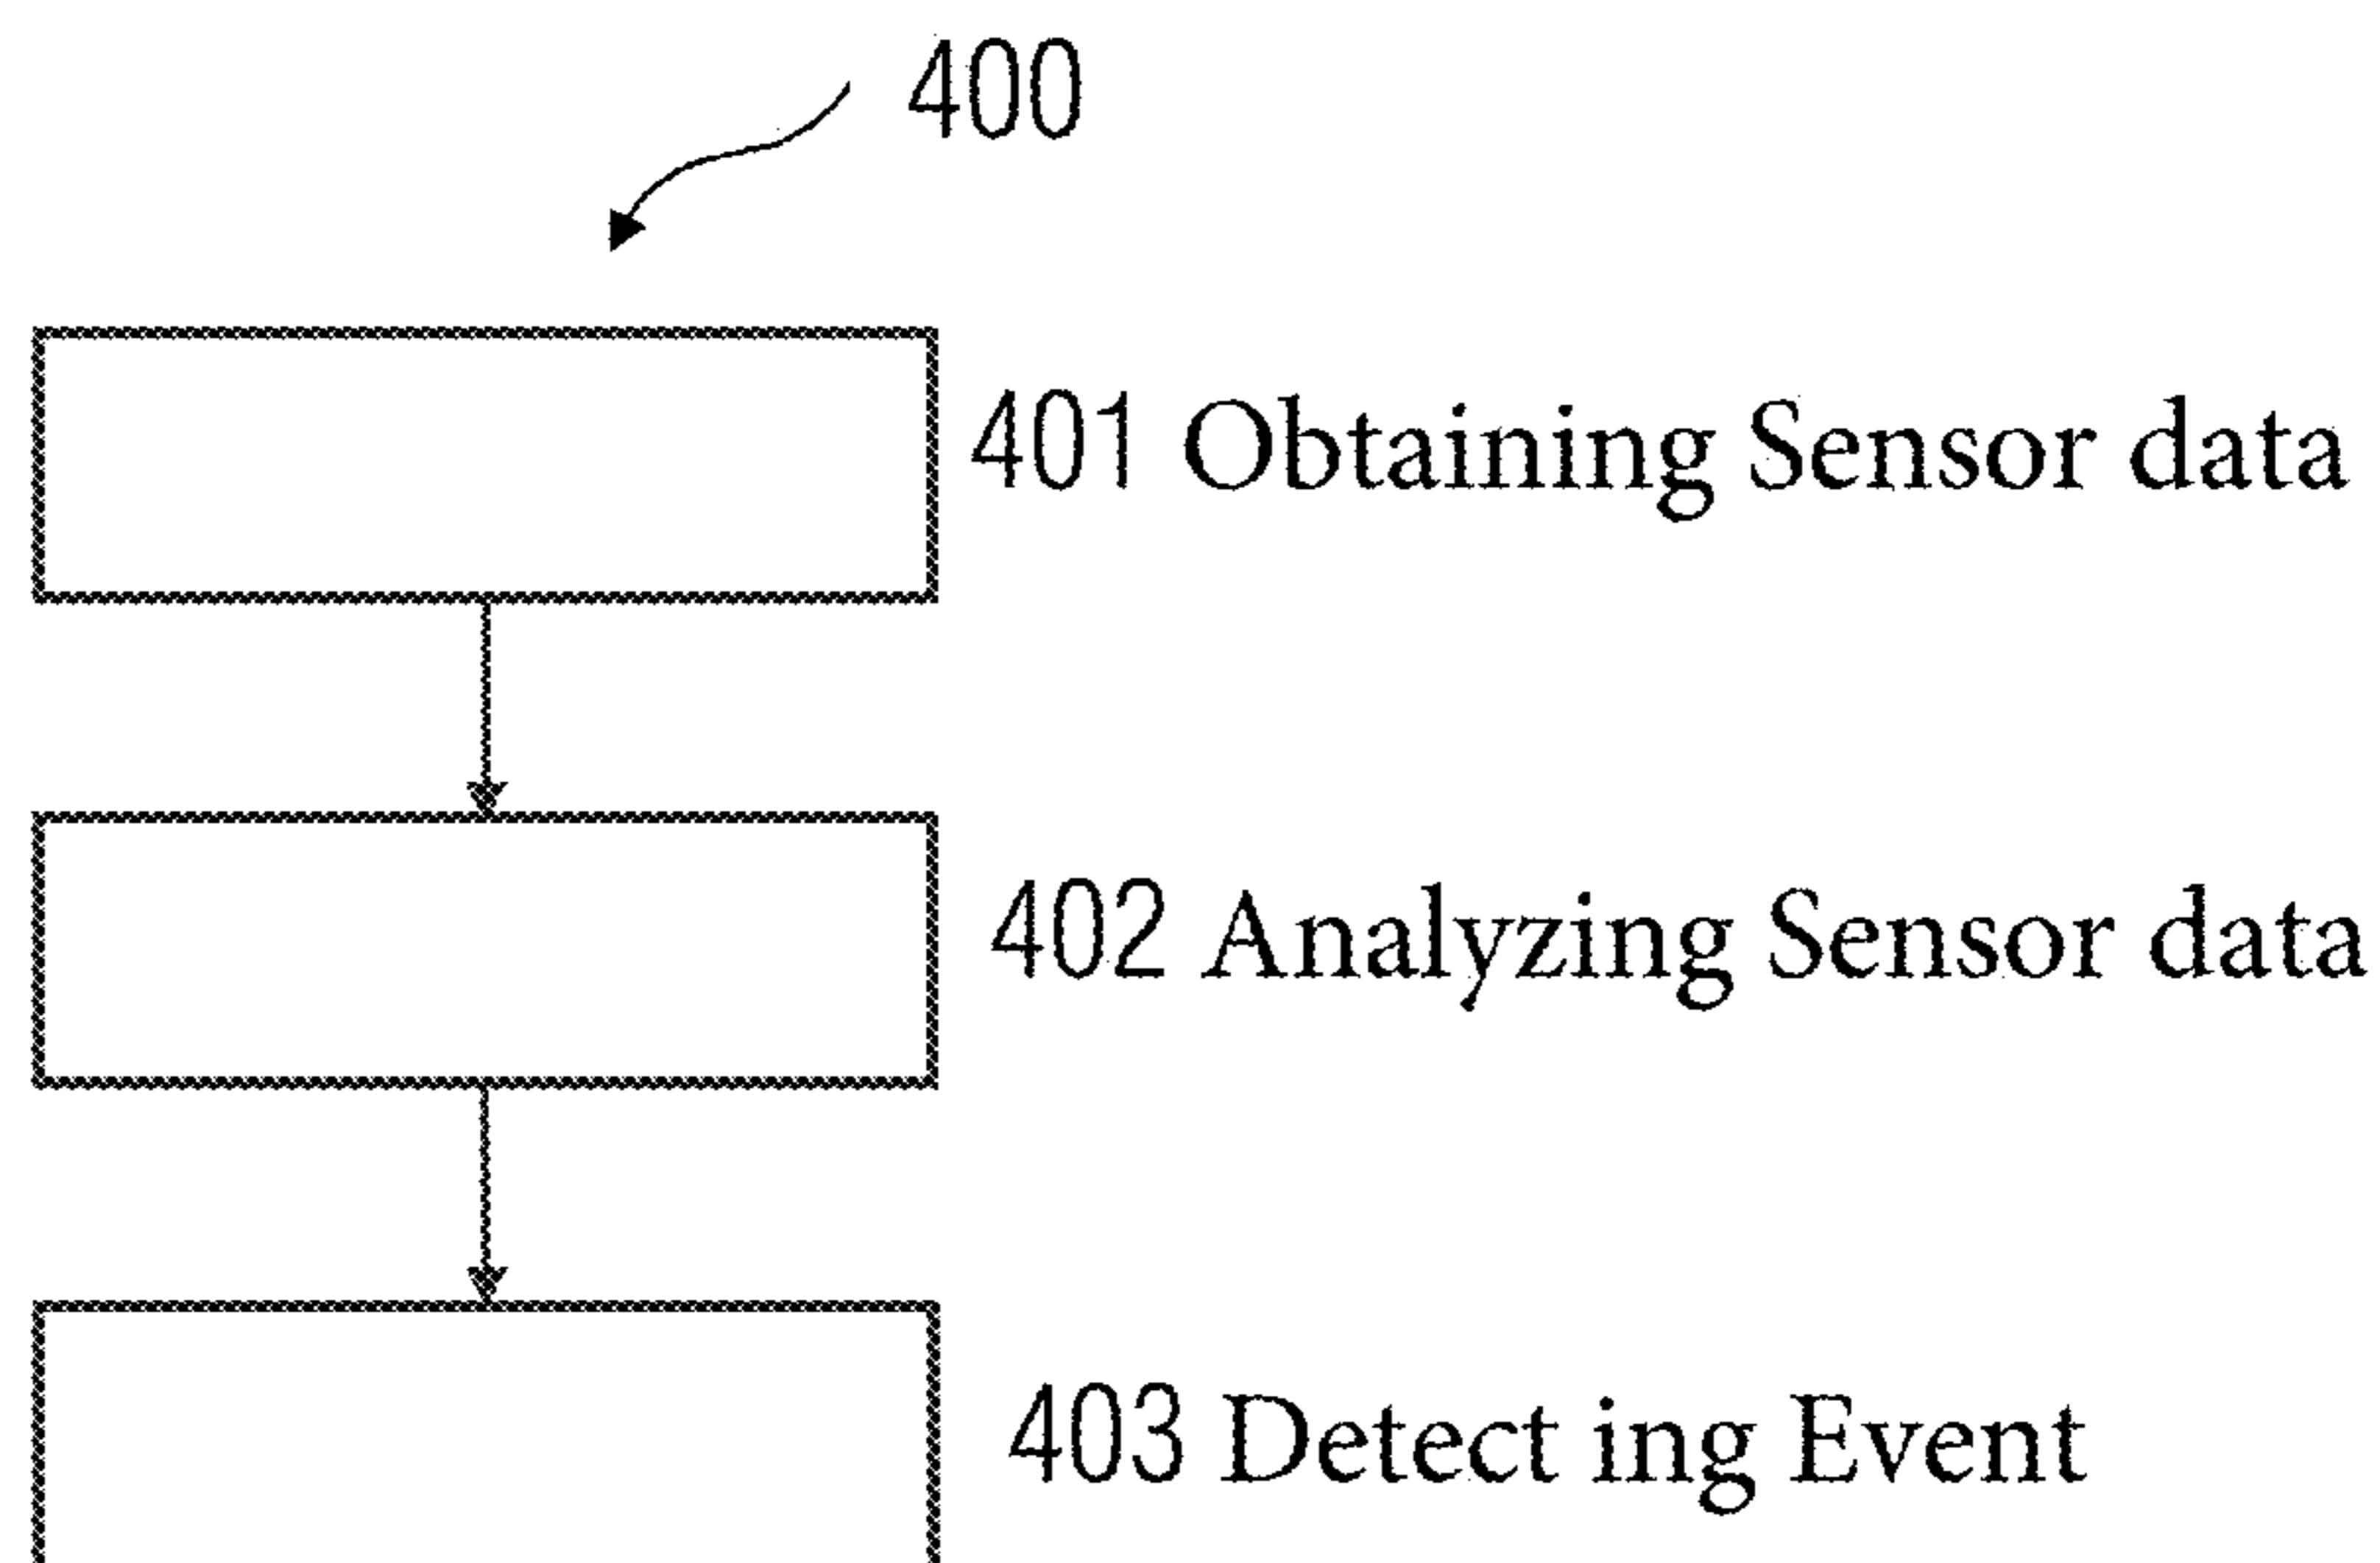 400
401 Obtaining Sensor data
402 Analyzing Sensor data
403 Detect ing Event